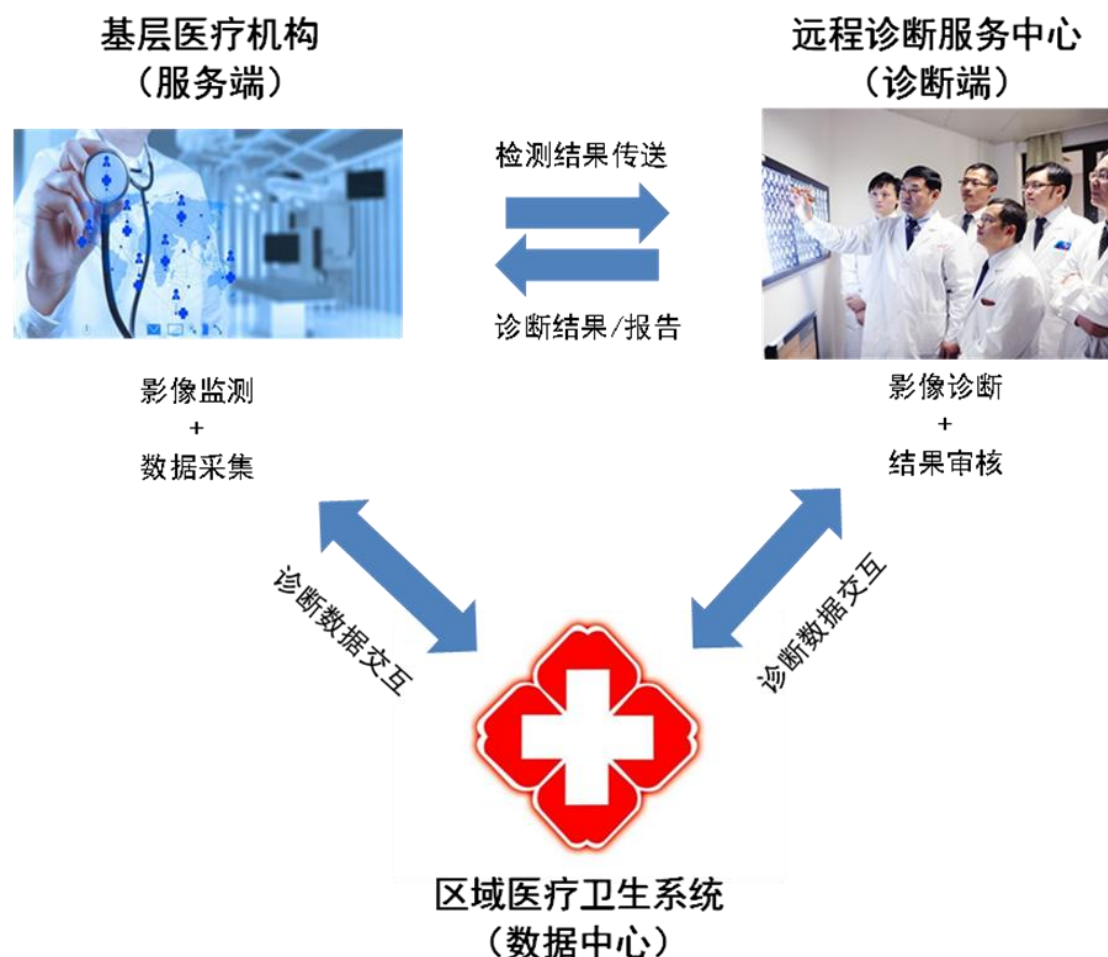 基层医疗机构
（服务端）
远程诊断服务中心
（诊断端）
检测结果传送
诊断结果/报告
影像监测
+
数据采集
影像诊断
+
结果审核
诊断数据交互
诊断数据交互
区域医疗卫生系统
（数据中心）